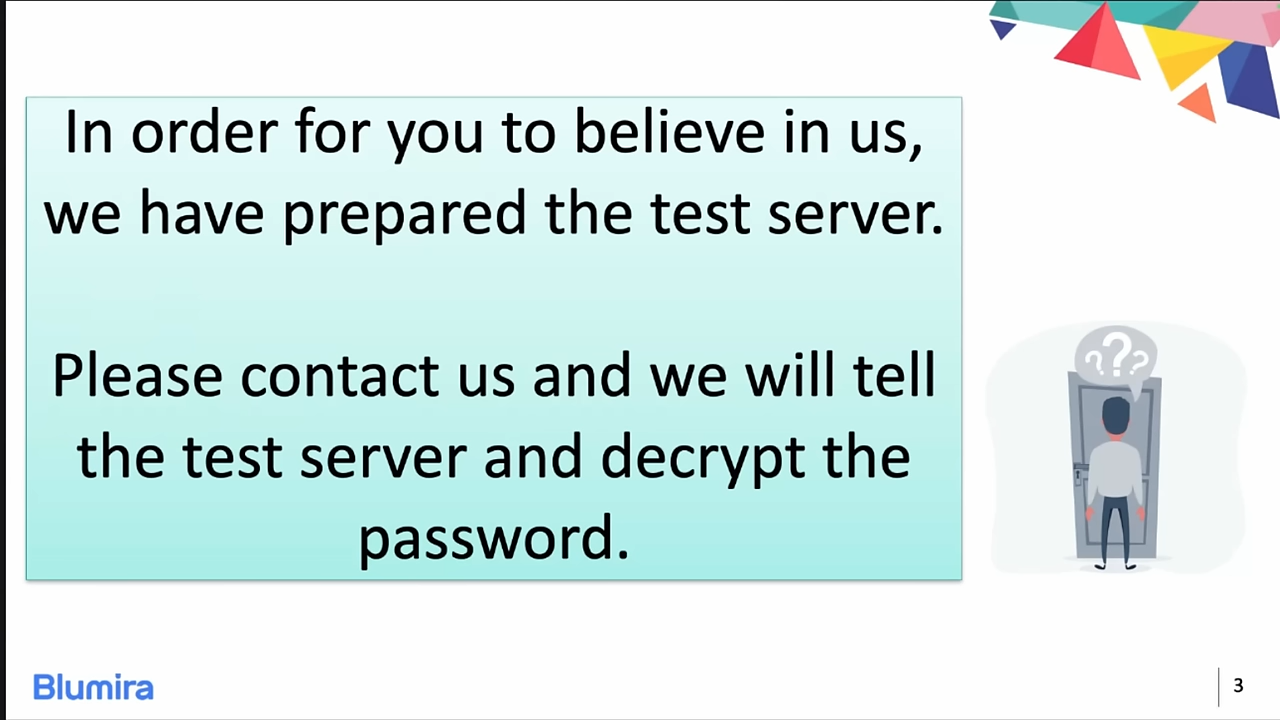 In order for you to believe in us,
we have prepared the test server.
Please contact us and we will tell
the test server and decrypt the
password.
???
Blumira
3